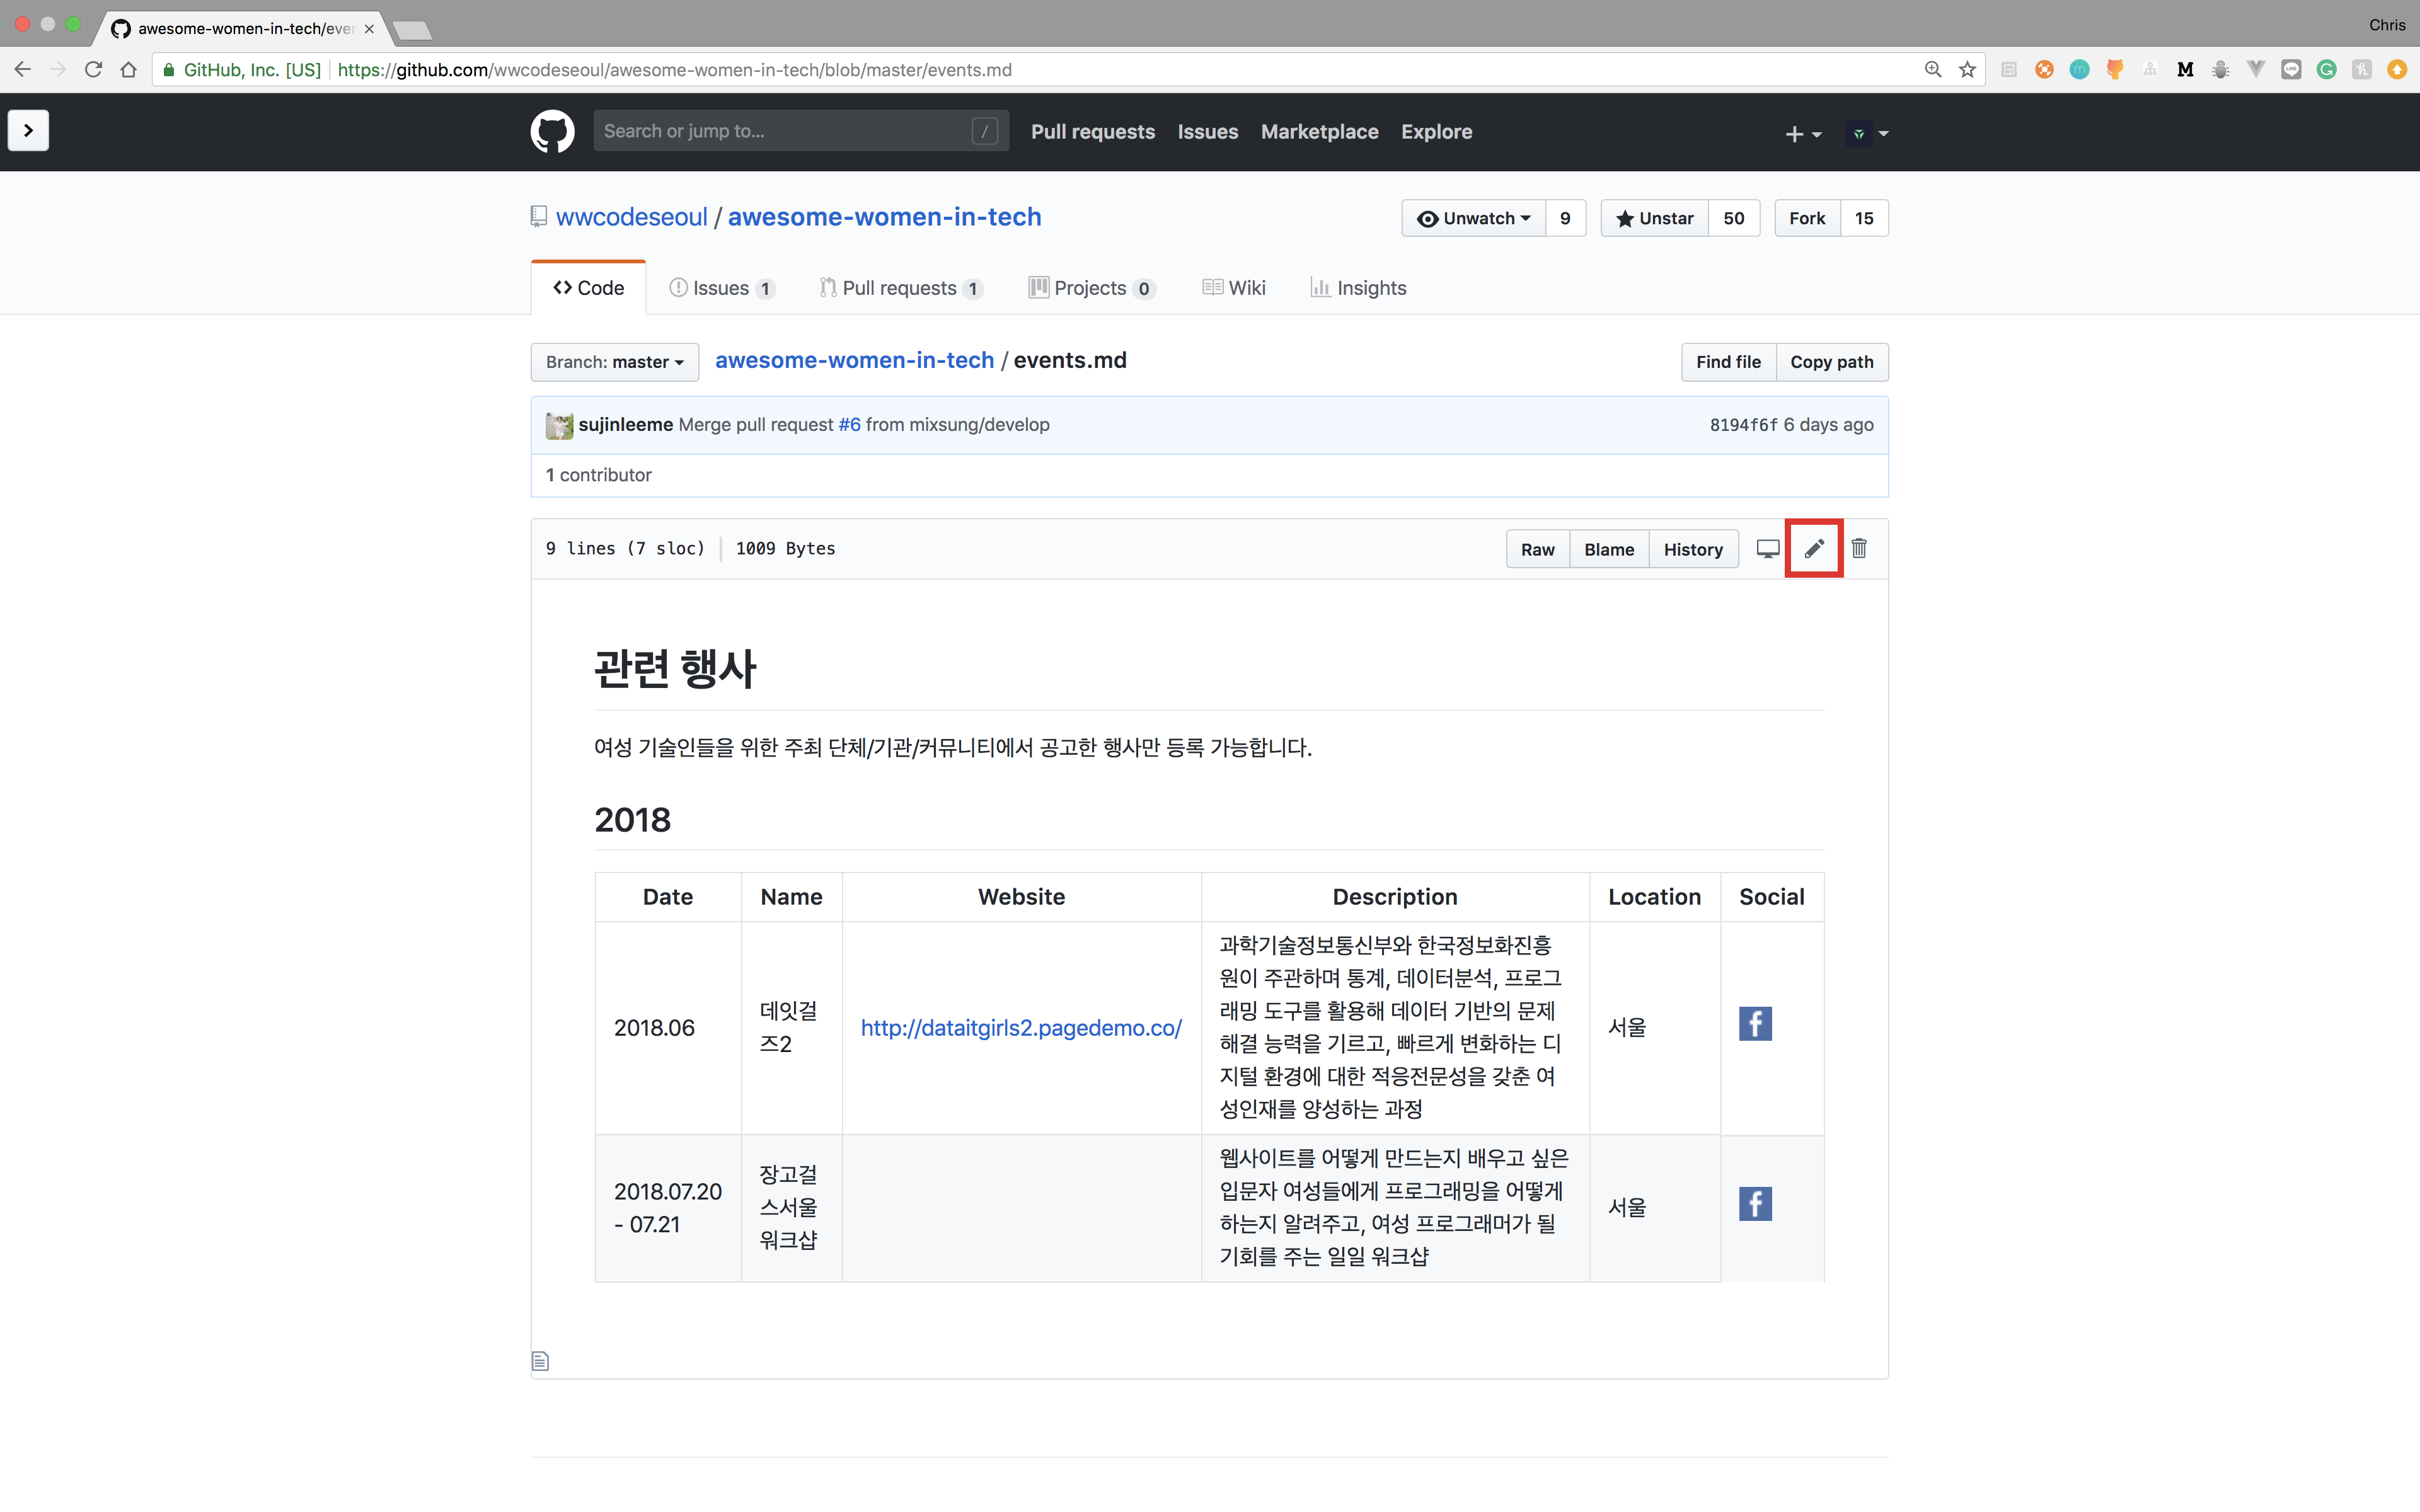 Chris
awesome-women-in-tech/even
GitHub, Inc. [US] https://github.com/wwcodeseoul/awesome-women-in-tech/blob/master/events.md
Search or jump to... /
Pull requests Issues Marketplace Explore
wwcodeseoul / awesome-women-in-tech
Unwatch 9 Unstar 50 Fork 15
Code Issues 1 Pull requests 1 Projects 0 Wiki Insights
Branch: master awesome-women-in-tech / events.md Find file Copy path
sujinleeme Merge pull request #6 from mixsung/develop 8194f6f 6 days ago
1 contributor
9 lines (7 sloc) 1009 Bytes Raw Blame History
관련 행사
여성 기술인들을 위한 주최 단체/기관/커뮤니티에서 공고한 행사만 등록 가능합니다.
2018
Date Name Website Description Location Social
2018.06
데잇걸
즈2
http://dataitgirls2.pagedemo.co/
과학기술정보통신부와 한국정보화진흥
원이 주관하며 통계, 데이터분석, 프로그
래밍 도구를 활용해 데이터 기반의 문제
해결 능력을 기르고, 빠르게 변화하는 디
지털 환경에 대한 적응전문성을 갖춘 여
성인재를 양성하는 과정
서울
2018.07.20
- 07.21
장고걸
스서울
워크샵
웹사이트를 어떻게 만드는지 배우고 싶은
입문자 여성들에게 프로그래밍을 어떻게
하는지 알려주고, 여성 프로그래머가 될
기회를 주는 일일 워크샵
서울